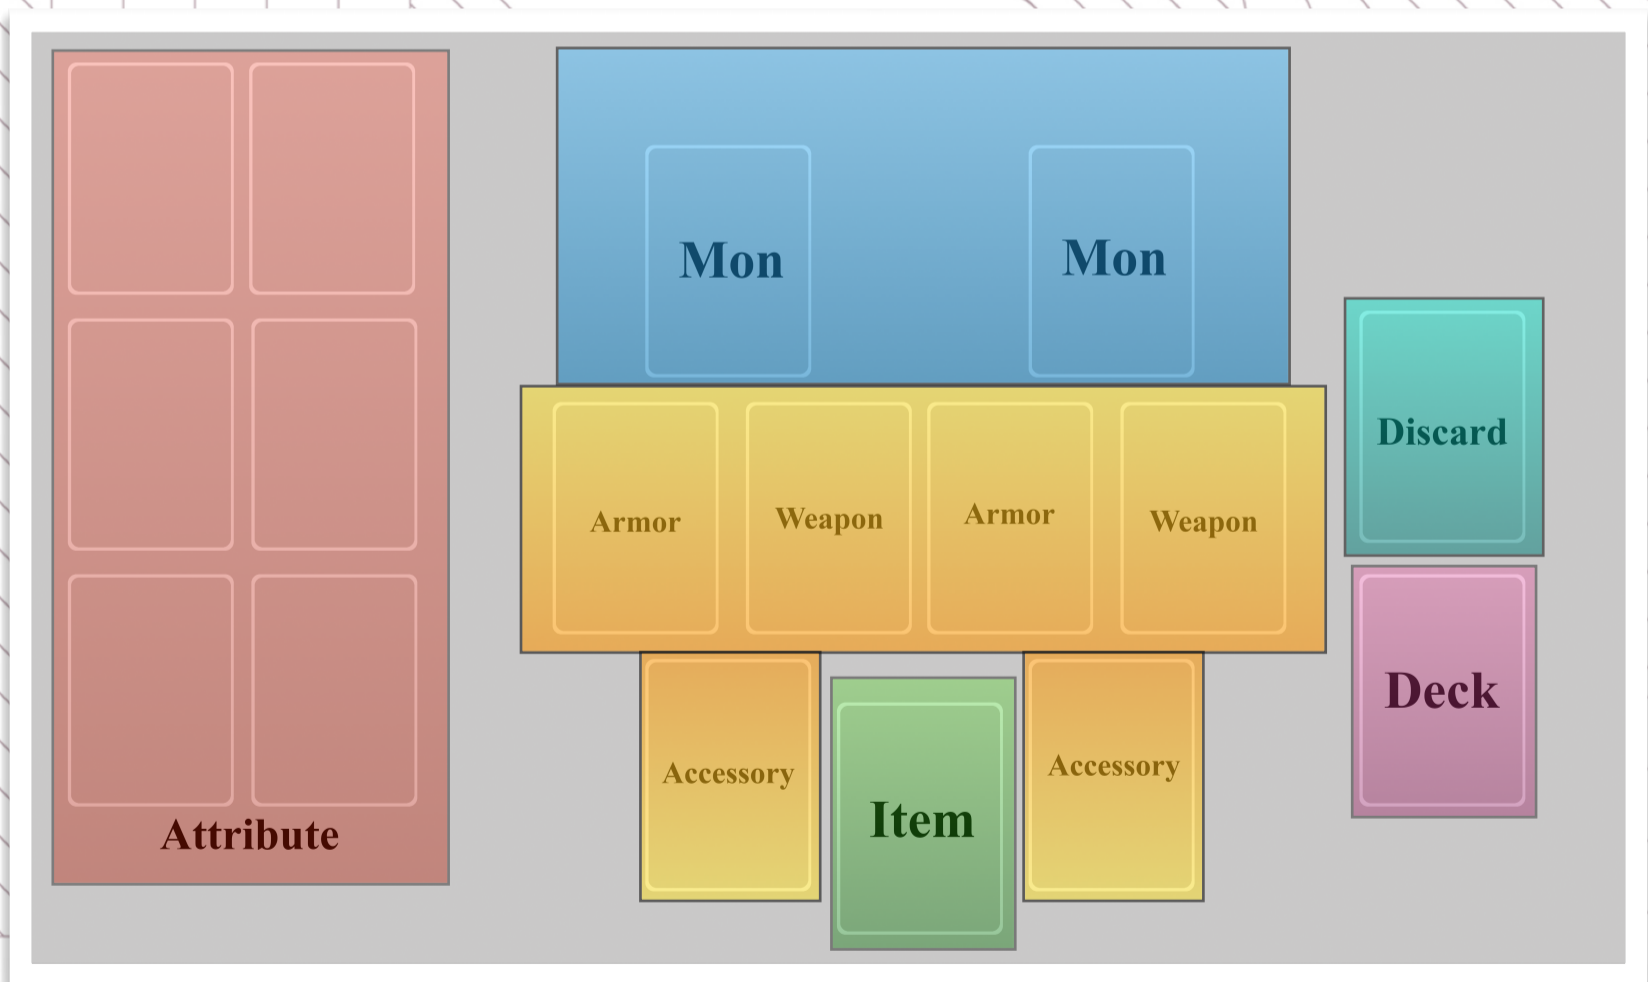 Mon
Mon
Discard
Armor
Weapon
Armor
Weapon
Deck
Accessory
Accessory
Item
Attribute